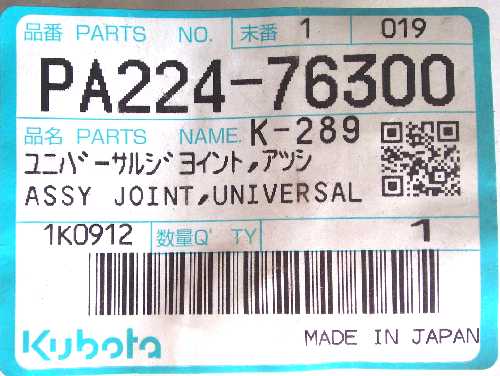 品番 PARTS NO. 末番 1 019
PA224-76300
品名 PARTS NAME K-289
ユニバーサルジヨイント,アツシ
ASSY JOINT,UNIVERSAL
1K0912 数量Q'TY 1
Kubota MADE IN JAPAN